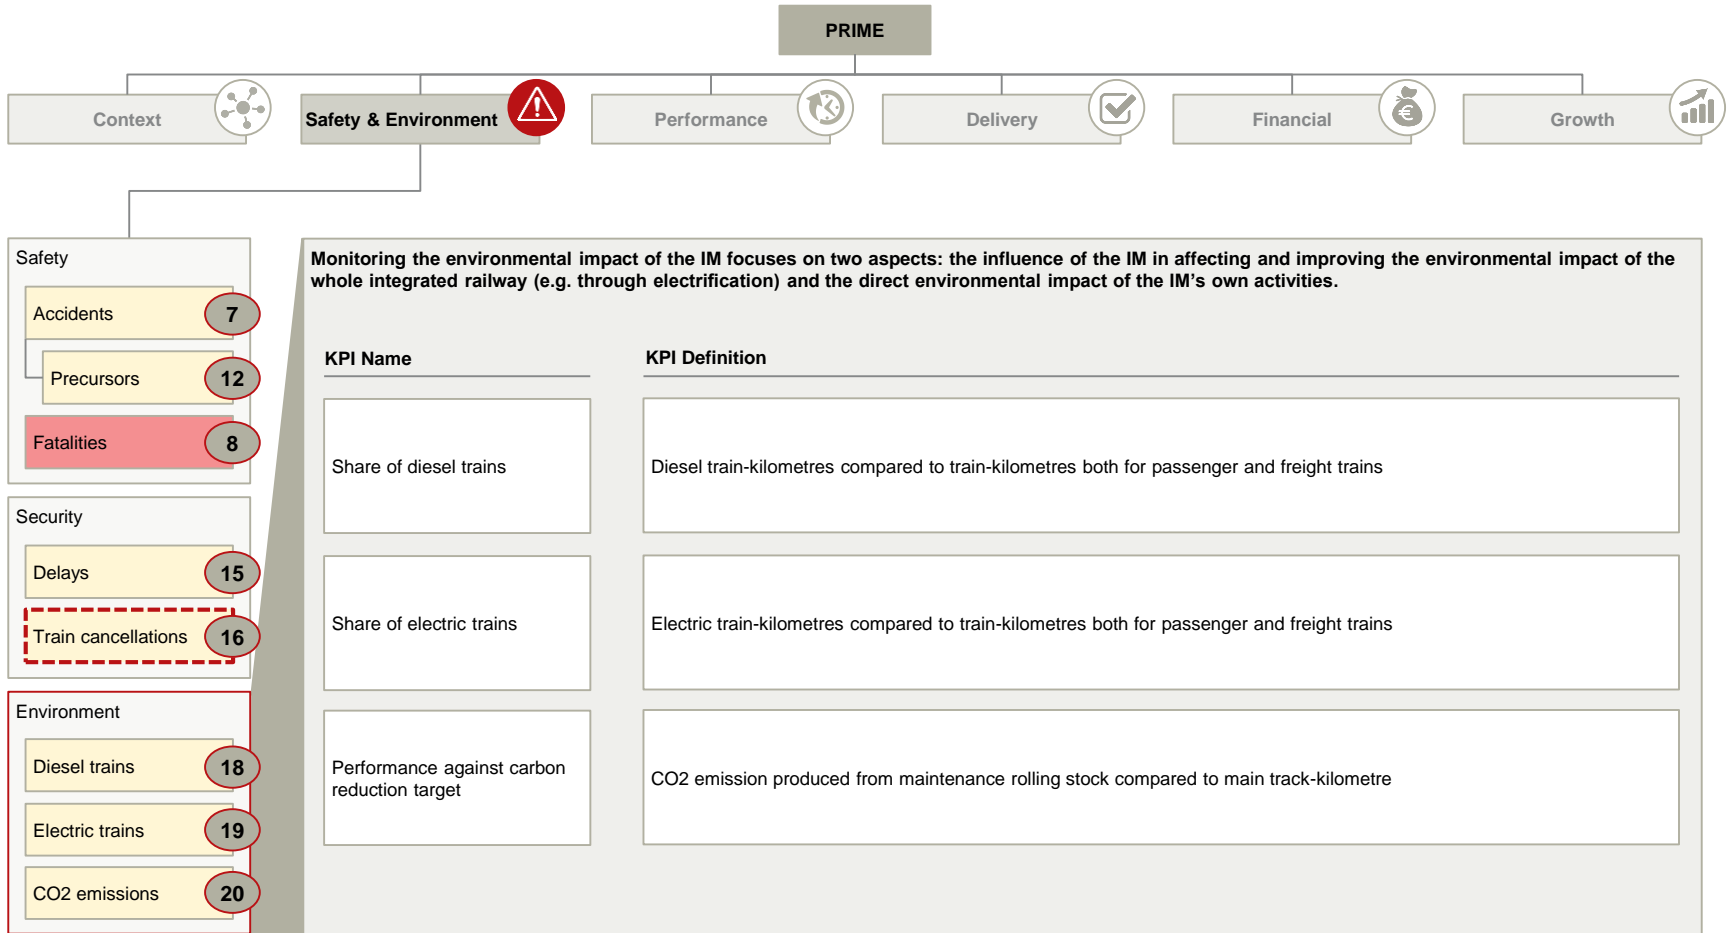 PRIME
Context
Safety & Environment
Performance
Delivery
Financial
€
Growth
Safety
Accidents 7
Precursors 12
Fatalities 8
Security
Delays 15
Train cancellations 16
Environment
Diesel trains 18
Electric trains 19
CO2 emissions 20
Monitoring the environmental impact of the IM focuses on two aspects: the influence of the IM in affecting and improving the environmental impact of the
whole integrated railway (e.g. through electrification) and the direct environmental impact of the IM’s own activities.
KPI Name
KPI Definition
Share of diesel trains
Diesel train-kilometres compared to train-kilometres both for passenger and freight trains
Share of electric trains
Electric train-kilometres compared to train-kilometres both for passenger and freight trains
Performance against carbon
reduction target
CO2 emission produced from maintenance rolling stock compared to main track-kilometre